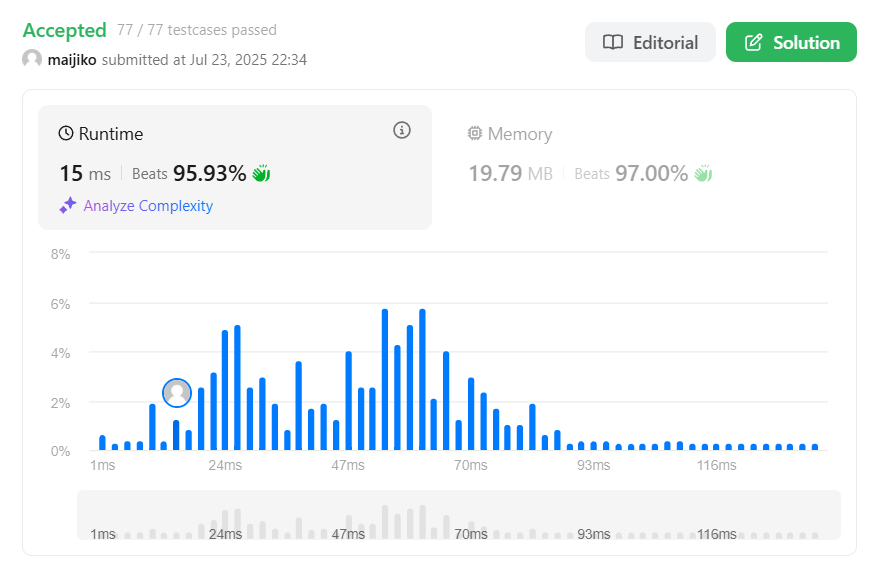 Accepted 77 / 77 testcases passed
Editorial
Solution
maijiko submitted at Jul 23, 2025 22:34
Runtime
Memory
15 ms Beats 95.93%
19.79 MB Beats 97.00%
Analyze Complexity
8%
6%
4%
2%
0%
1ms 24ms 47ms 70ms 93ms 116ms
1ms 24ms 47ms 70ms 93ms 116ms